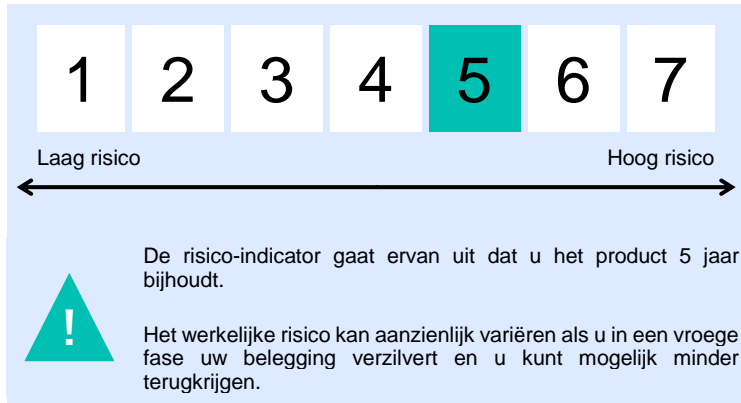 1 2 3 4 5 6 7
Laag risico Hoog risico
De risico-indicator gaat ervan uit dat u het product 5 jaar
bijhoudt.
!
Het werkelijke risico kan aanzienlijk variëren als u in een vroege
fase uw belegging verzilvert en u kunt mogelijk minder
terugkrijgen.